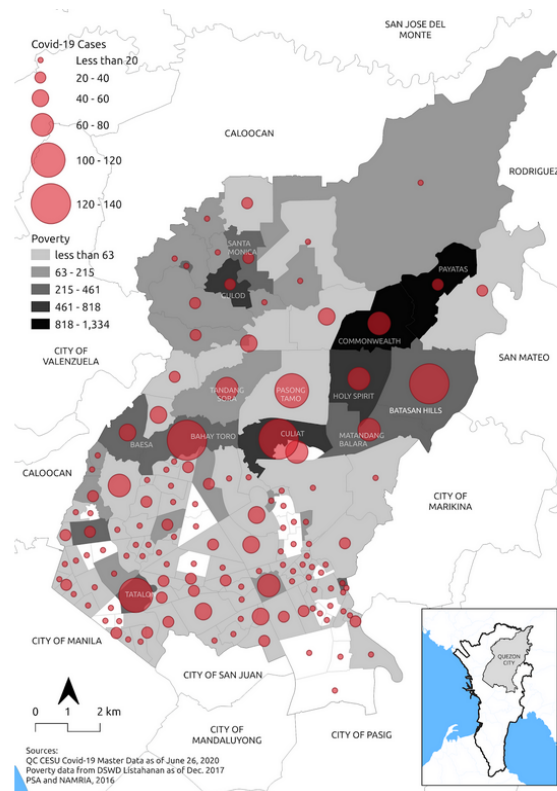 SAN JOSE DEL
MONTE
Covid-19 Cases
Less than 20
20 - 40
40 - 60
60 - 80
100 - 120
120 - 140
Poverty
less than 63
63 - 215
215 - 461
461 - 818
818 - 1,334
CALOOCAN
RODRIGUEZ
SANTA
MONICA
GULOD
PAYATAS
COMMONWEALTH
CITY OF
VALENZUELA
SAN MATEO
TANDANG
SORA
PASONG
TAMO
HOLY SPIRIT
BATASAN HILLS
BAESA
BAHAY TORO
CULIAT
MATANDANG
BALARA
CALOOCAN
CITY OF
MARIKINA
TATALON
CITY OF MANILA
CITY OF SAN JUAN
QUEZON
CITY
0 1 2 km
CITY OF
MANDALUYONG
CITY OF PASIG
Sources:
QC CESU Covid-19 Master Data as of June 26, 2020
Poverty data from DSWD Listahanan as of Dec. 2017
PSA and NAMRIA, 2016